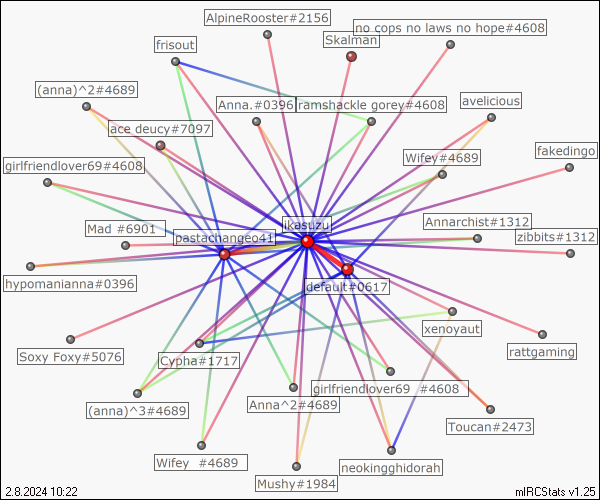 AlpineRooster#2156
no cops no laws no hope#4608
Skalman
frisout
(anna)^2#4689
Anna.#0396
ramshackle gorey#4608
avelicious
ace deucy#7097
Wifey#4689
fakedingo
girlfriendlover69#4608
Mad #6901
ikasuzu
Annarchist#1312
pastachangeo41
zibbits#1312
hypomanianna#0396
default#0617
xenoyaut
Soxy Foxy#5076
Cypha#1717
rattgaming
girlfriendlover69 #4608
(anna)^3#4689
Anna^2#4689
Toucan#2473
Wifey #4689
neokingghidorah
Mushy#1984
2.8.2024 10:22
mIRCStats v1.25